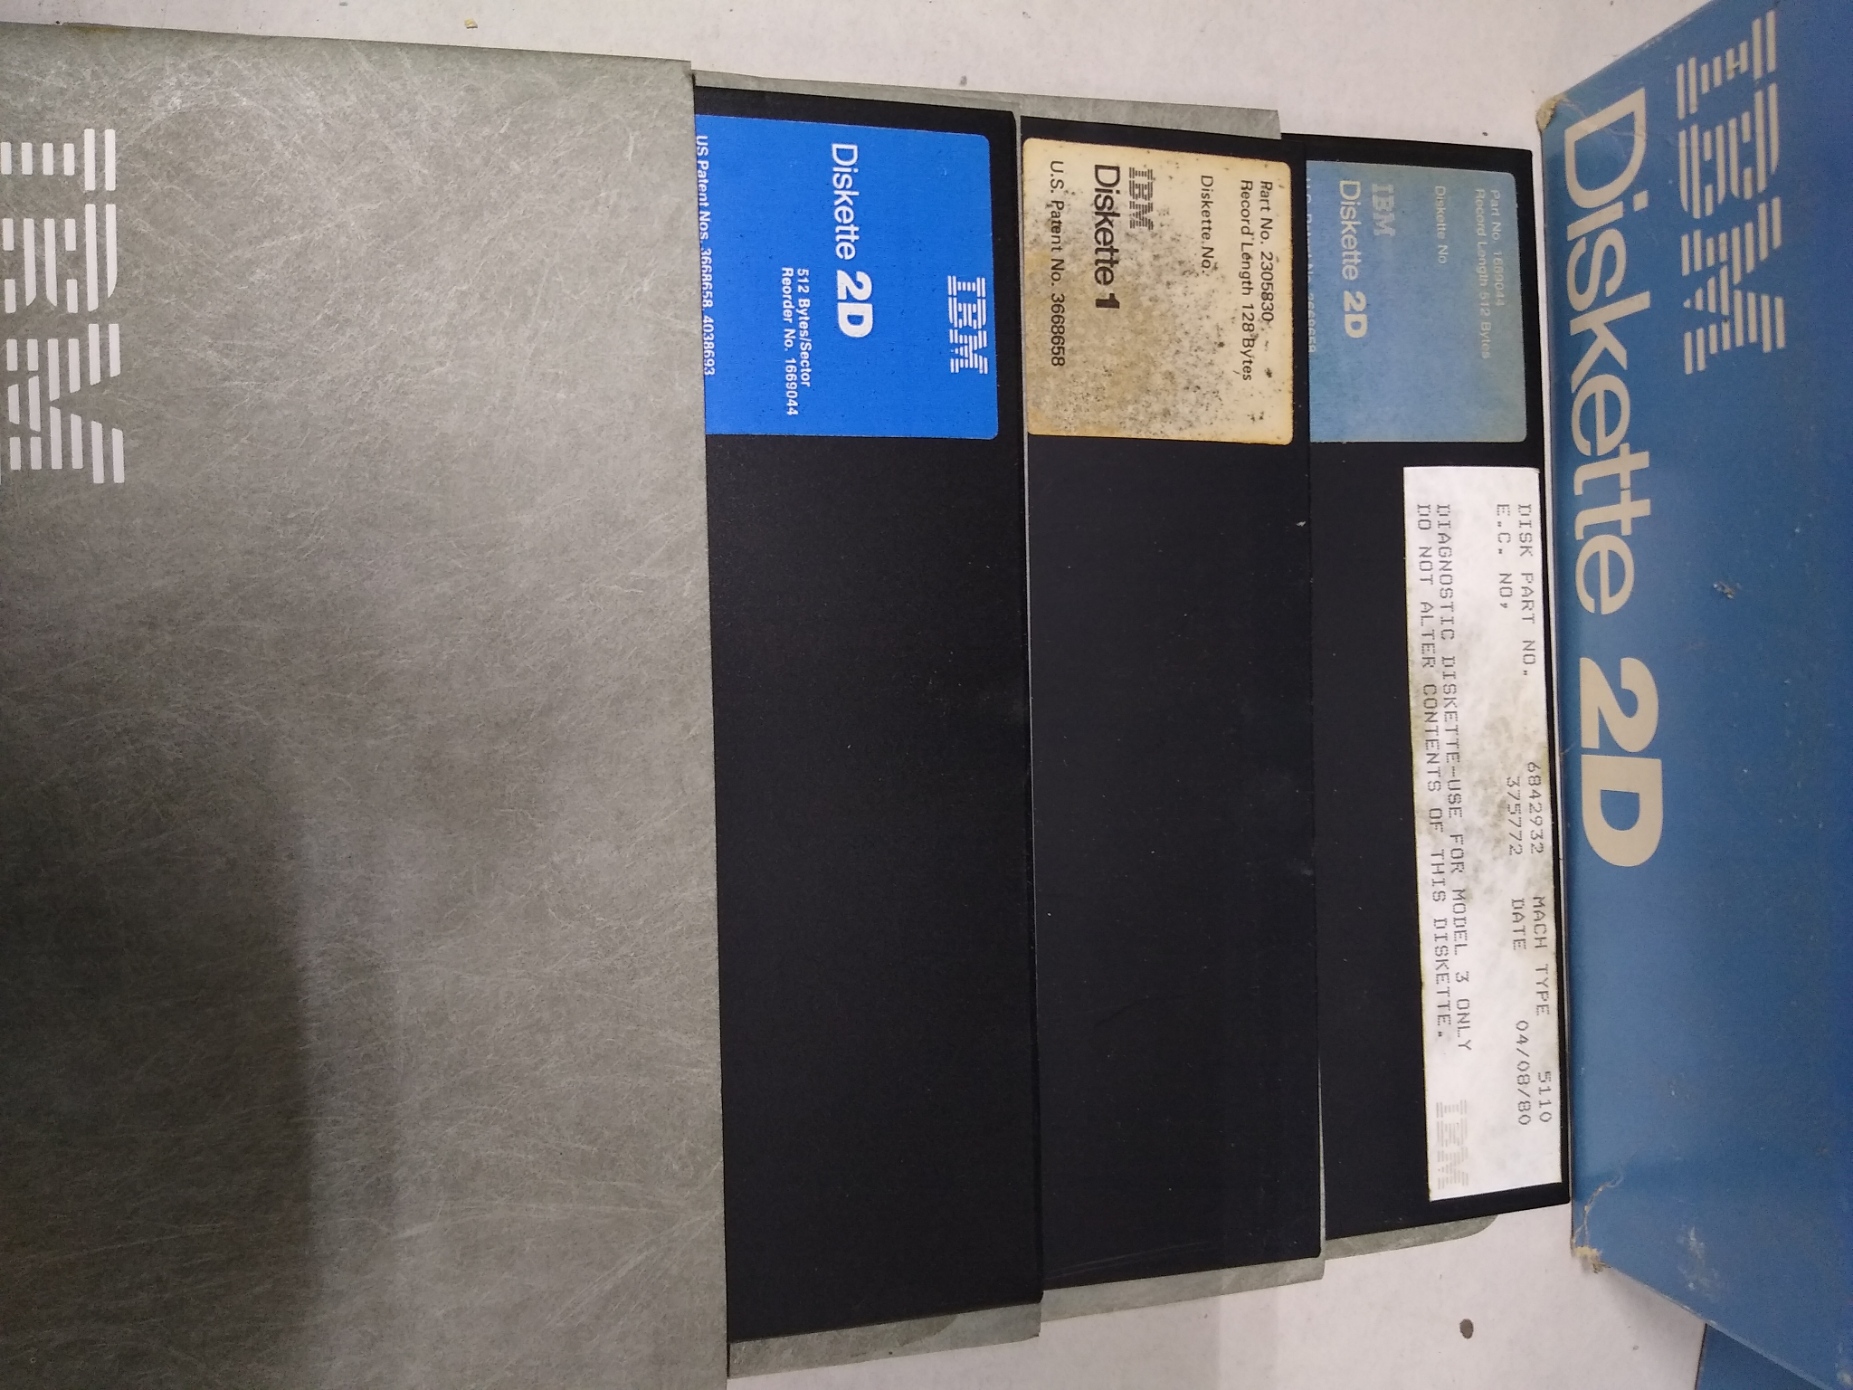 IBM
IBM
Diskette 2D
512 Bytes/Sector
Reorder No. 1669044
US Patent Nos. 3668658, 4038693
Part No. 2305830
Record Length 128 Bytes
Diskette No.
IBM
Diskette 1
U.S. Patent No. 3668658
Part No. 1669044
Record Length 512 Bytes
Diskette No.
IBM
Diskette 2D
DISK PART NO. 6842932 MACH TYPE 5110
E.C. NO, 375772 DATE 04/08/80
DIAGNOSTIC DISKETTE-USE FOR MODEL 3 ONLY
DO NOT ALTER CONTENTS OF THIS DISKETTE.
IBM
IBM
Diskette 2D